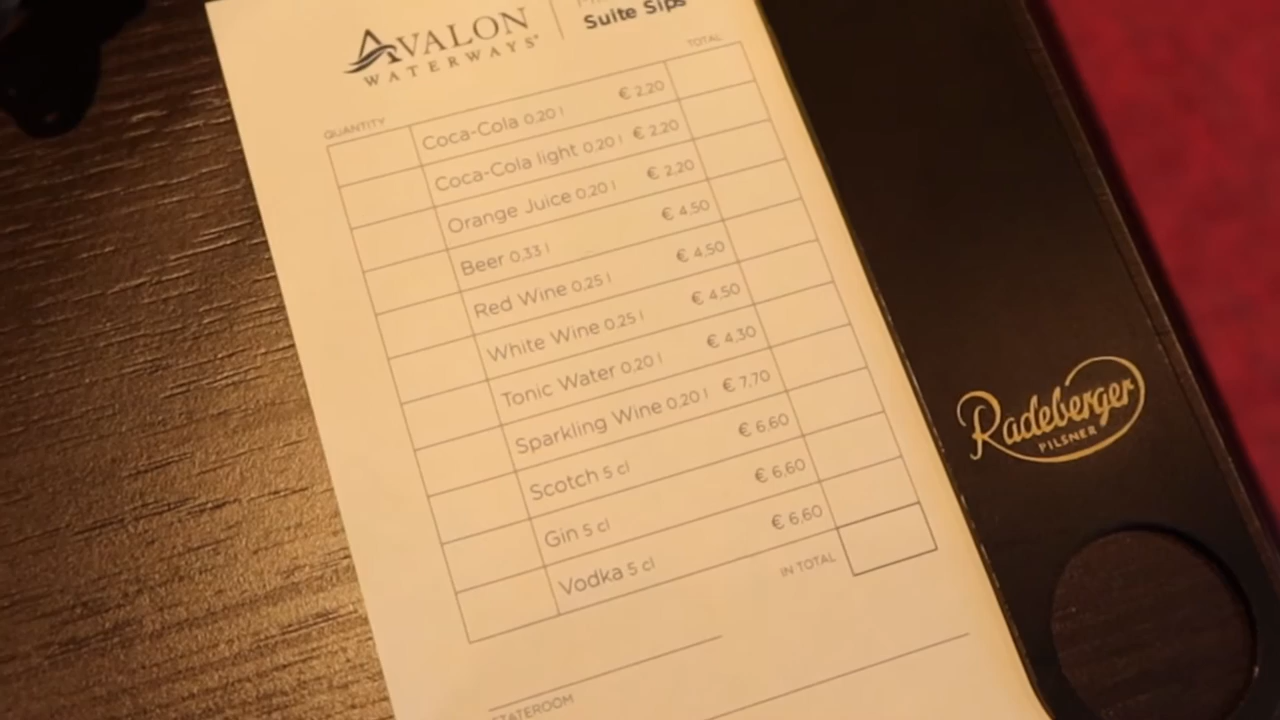 AVALON
WATERWAYS®
Suite Sips
QUANTITY
TOTAL
Coca-Cola 0,20 l € 2,20
Coca-Cola light 0,20 l € 2,20
Orange Juice 0,20 l € 2,20
Beer 0,33 l € 4,50
Red Wine 0,25 l € 4,50
White Wine 0,25 l € 4,50
Tonic Water 0,20 l € 4,30
Sparkling Wine 0,20 l € 7,70
Scotch 5 cl € 6,60
Gin 5 cl € 6,60
Vodka 5 cl € 6,60
IN TOTAL
STATEROOM
Radeberger
PILSNER